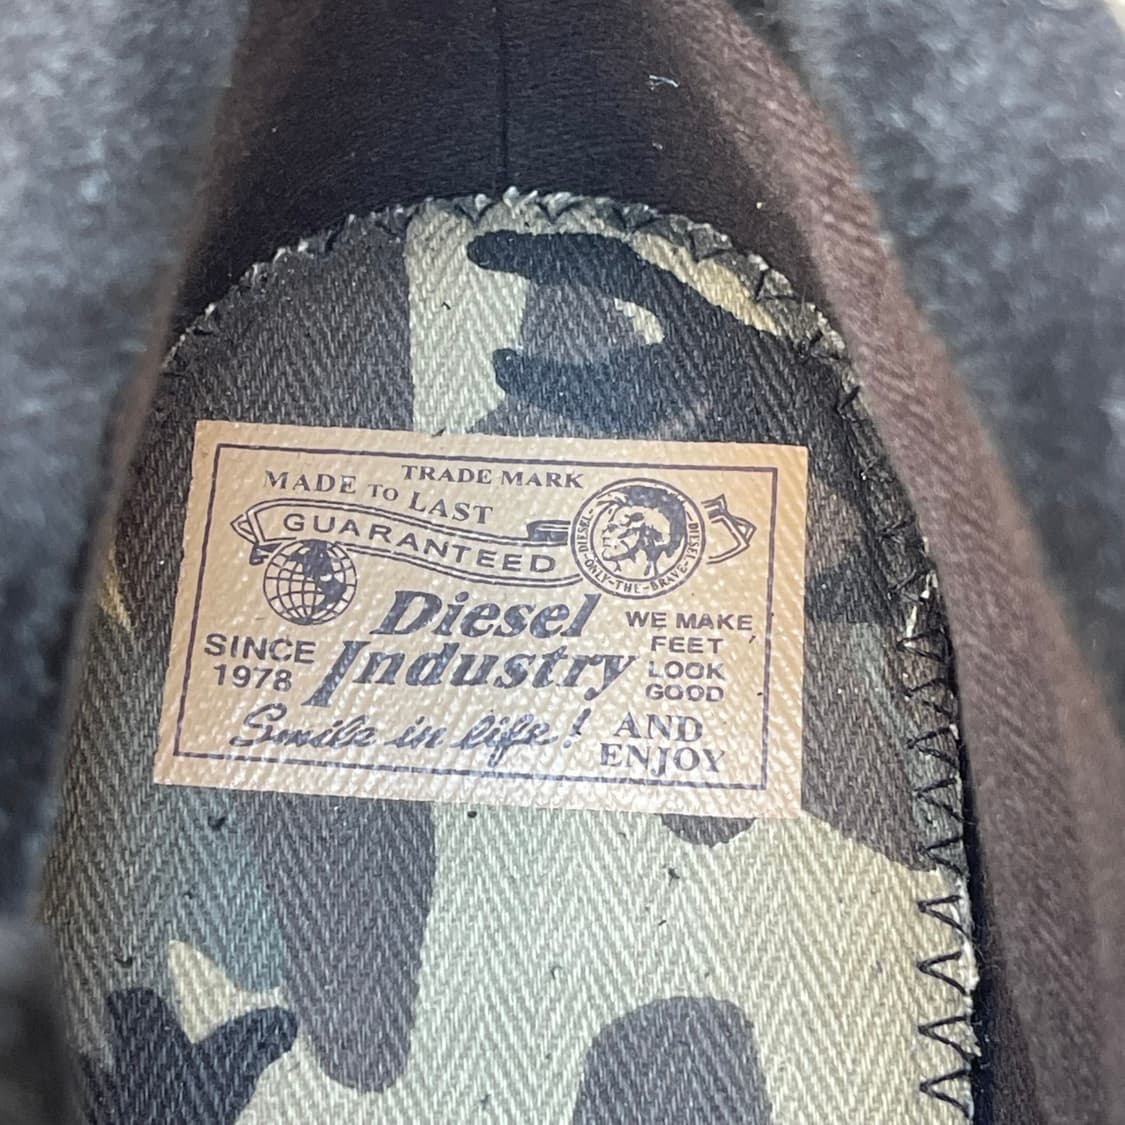 TRADE MARK
MADE TO LAST
GUARANTEED
DIESEL DIESEL
-ONLY-THE-BRAVE-
Diesel
Industry
SINCE
1978
WE MAKE
FEET
LOOK
GOOD
AND
ENJOY
Smile in life!